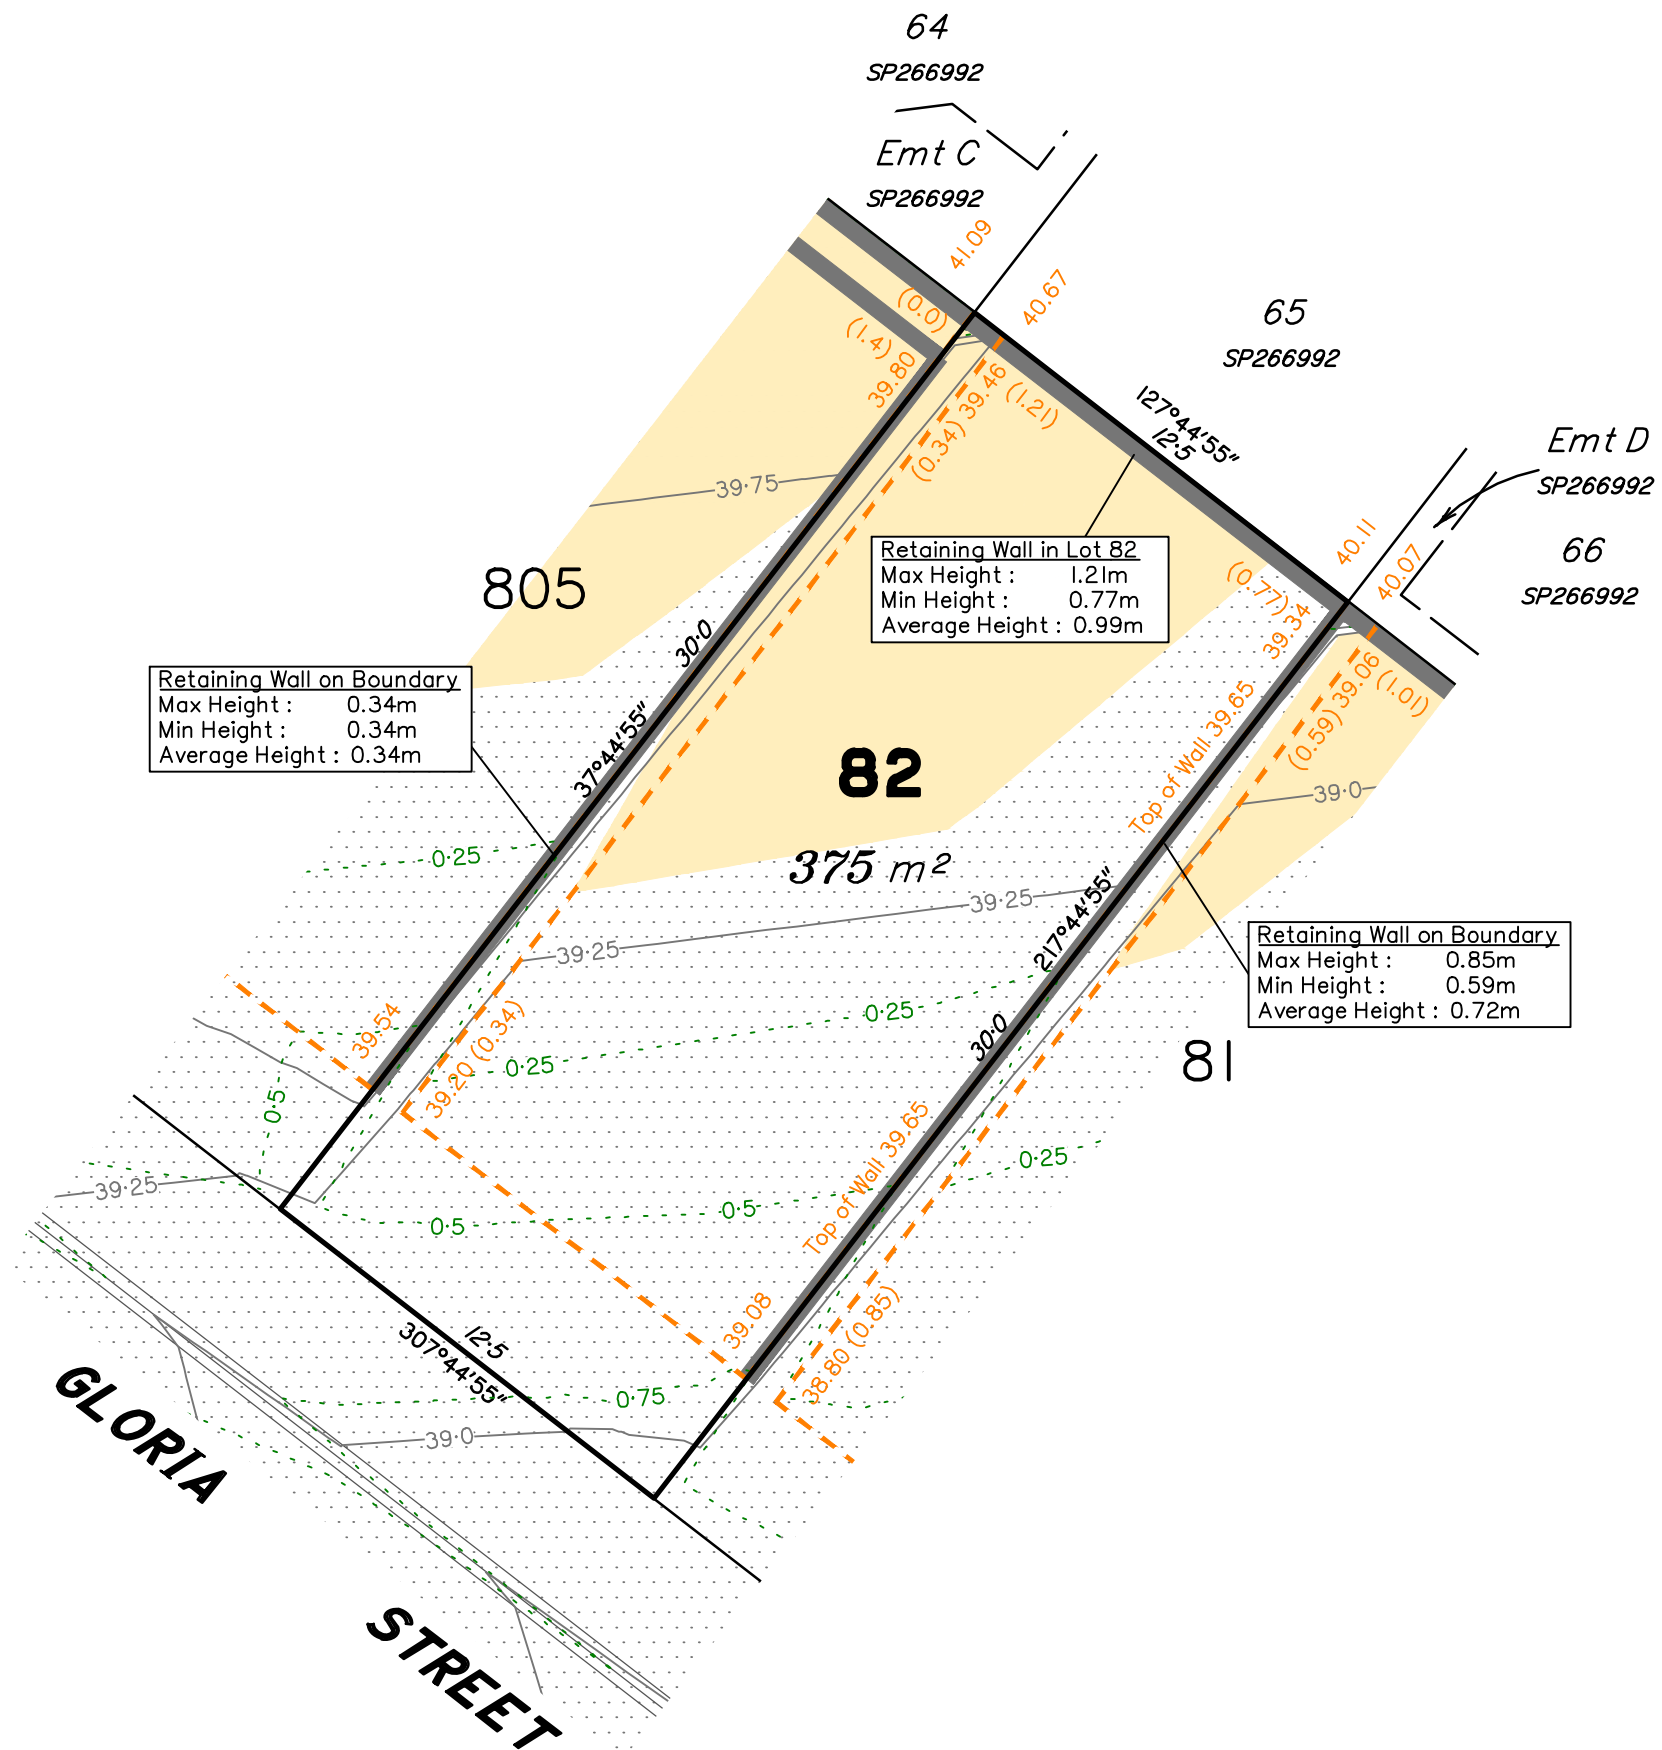 64
SP266992
Emt C
SP266992
41.09
40.67
65
SP266992
(0.0)
(1.4)
39.80
(0.34) 39.46
(1.21)
127°44'55"
12·5
Emt D
SP266992
66
SP266992
40.11
40.07
39·75
805
Retaining Wall in Lot 82
Max Height : 1.21m
Min Height : 0.77m
Average Height : 0.99m
(0.77)
39.34
30·0
37°44'55"
Retaining Wall on Boundary
Max Height : 0.34m
Min Height : 0.34m
Average Height : 0.34m
Top of Wall 39.65
(0.59) 39.06
(1.01)
39·0
82
375 m²
0·25
39·25
39·25
217°44'55"
Retaining Wall on Boundary
Max Height : 0.85m
Min Height : 0.59m
Average Height : 0.72m
39.54
39.20 (0.34)
0·25
0·25
30·0
81
0·5
39·25
0·5
0·5
Top of Wall 39.65
0·25
39.08
38.80 (0.85)
12·5
307°44'55"
0·75
39·0
GLORIA
STREET